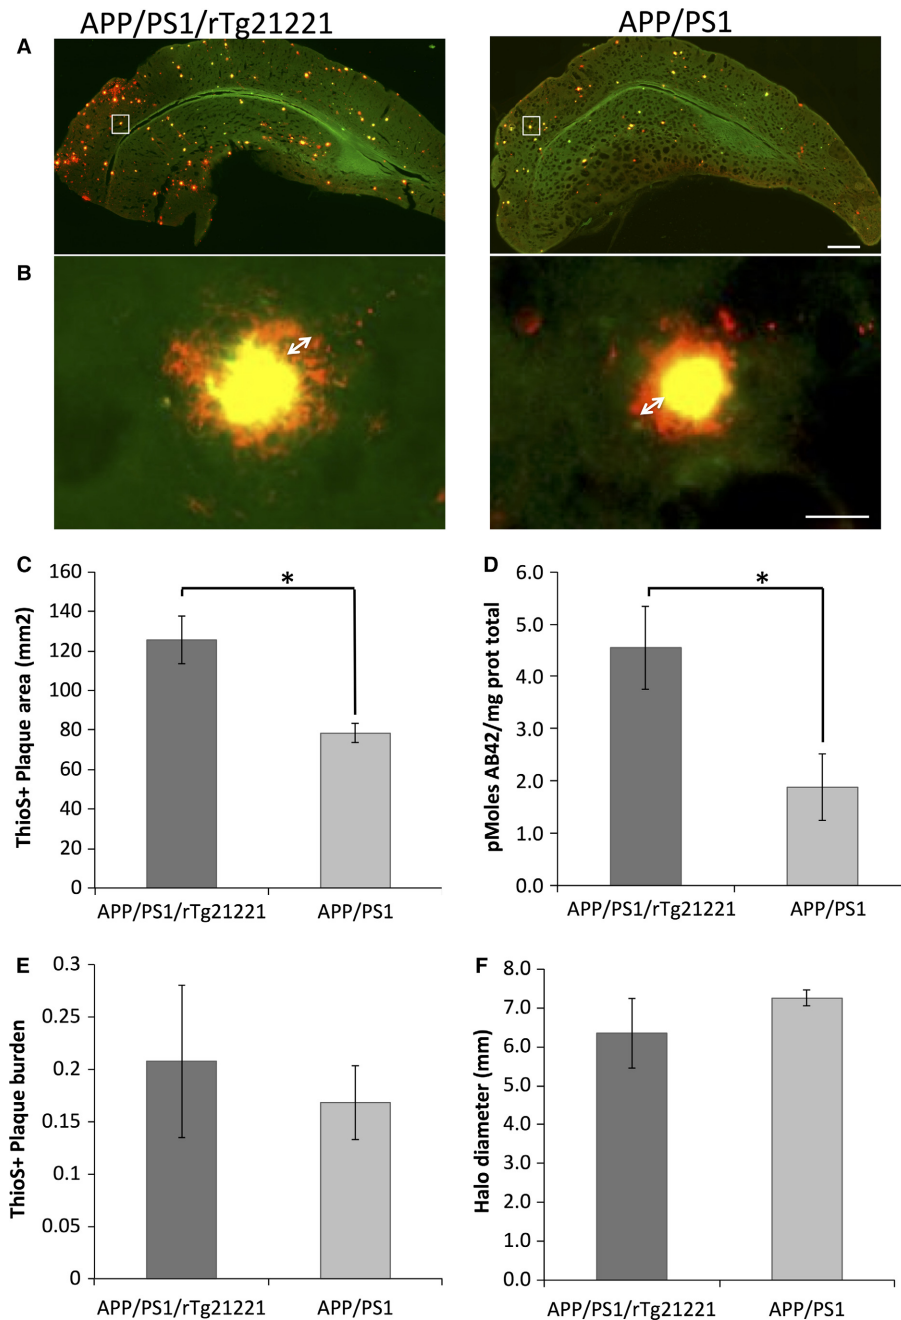 APP/PS1/rTg21221
APP/PS1
A
B
C
ThioS+ Plaque area (mm2)
160
140
120
100
80
60
40
20
0
*
APP/PS1/rTg21221
APP/PS1
D
pMoles AB42/mg prot total
6.0
5.0
4.0
3.0
2.0
1.0
0.0
*
APP/PS1/rTg21221
APP/PS1
E
ThioS+ Plaque burden
0.3
0.25
0.2
0.15
0.1
0.05
0
APP/PS1/rTg21221
APP/PS1
F
Halo diameter (mm)
8.0
7.0
6.0
5.0
4.0
3.0
2.0
1.0
0.0
APP/PS1/rTg21221
APP/PS1